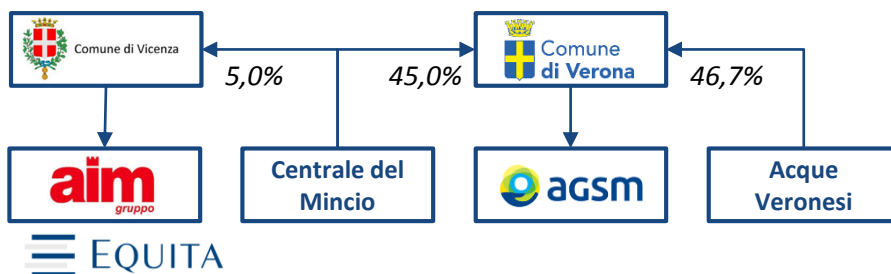 Comune di Vicenza
Comune
di Verona
5,0%
45,0%
46,7%
aim
gruppo
Centrale del
Mincio
agsm
Acque
Veronesi
EQUITA